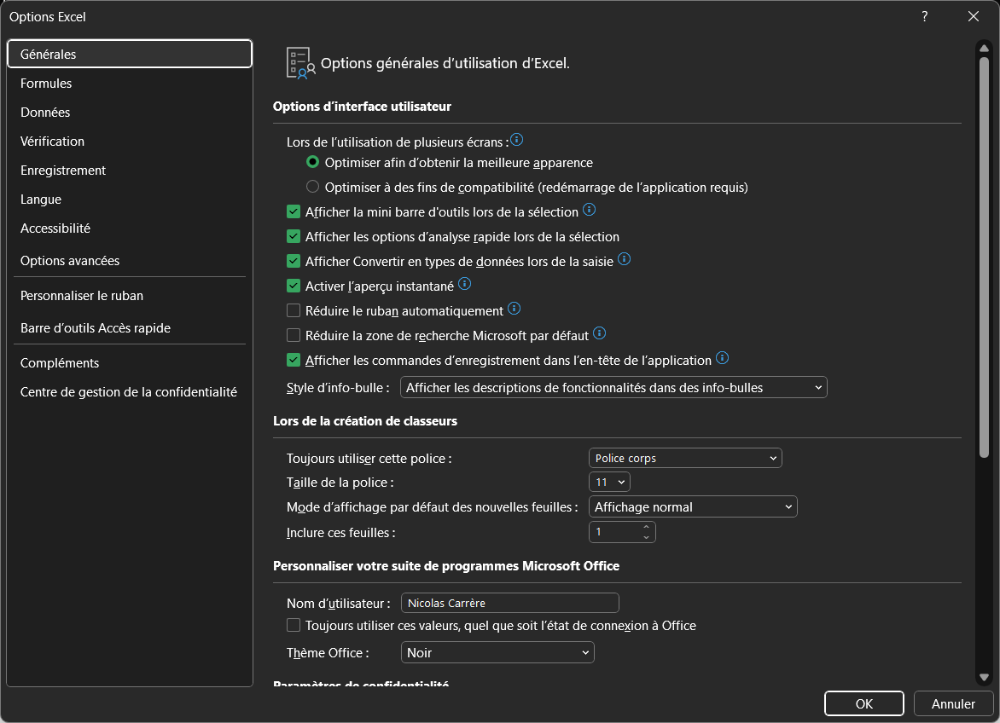 Options Excel
?
Générales
Formules
Données
Vérification
Enregistrement
Langue
Accessibilité
Options avancées
Personnaliser le ruban
Barre d'outils Accès rapide
Compléments
Centre de gestion de la confidentialité
Options générales d'utilisation d'Excel.
Options d'interface utilisateur
Lors de l'utilisation de plusieurs écrans :
Optimiser afin d'obtenir la meilleure apparence
Optimiser à des fins de compatibilité (redémarrage de l'application requis)
Afficher la mini barre d'outils lors de la sélection
Afficher les options d'analyse rapide lors de la sélection
Afficher Convertir en types de données lors de la saisie
Activer l'aperçu instantané
Réduire le ruban automatiquement
Réduire la zone de recherche Microsoft par défaut
Afficher les commandes d'enregistrement dans l'en-tête de l'application
Style d'info-bulle : Afficher les descriptions de fonctionnalités dans des info-bulles
Lors de la création de classeurs
Toujours utiliser cette police : Police corps
Taille de la police : 11
Mode d'affichage par défaut des nouvelles feuilles : Affichage normal
Inclure ces feuilles : 1
Personnaliser votre suite de programmes Microsoft Office
Nom d'utilisateur : Nicolas Carrère
Toujours utiliser ces valeurs, quel que soit l'état de connexion à Office
Thème Office : Noir
Paramètres de confidentialité
OK Annuler